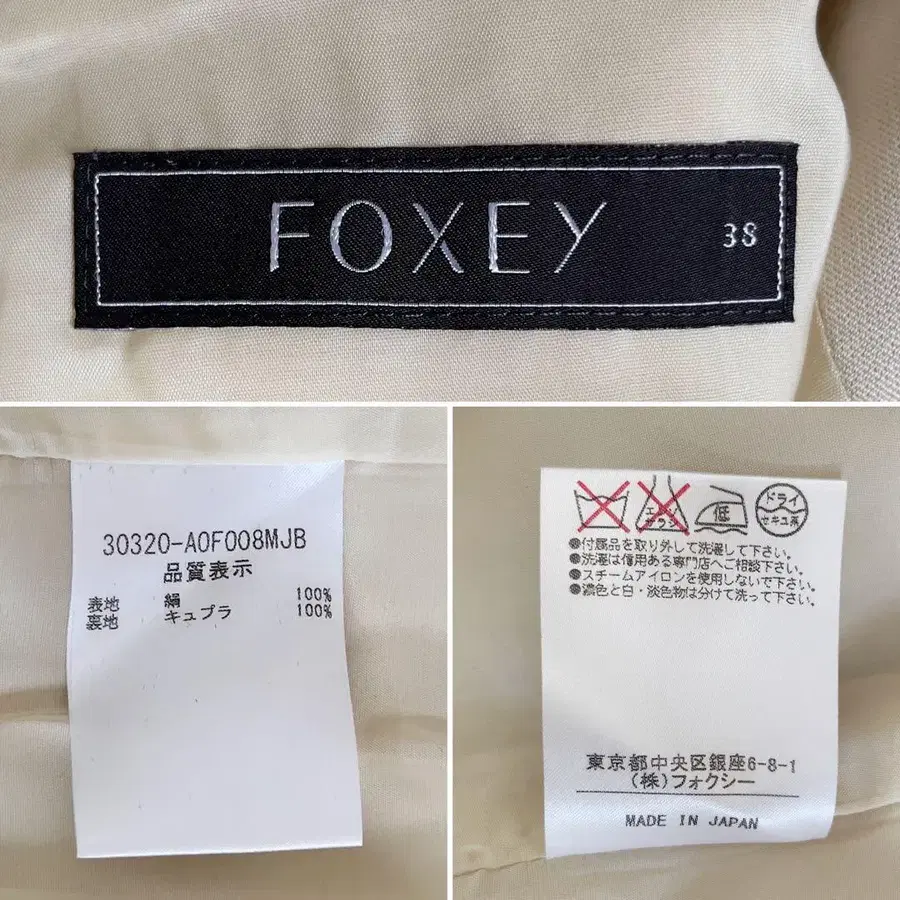 FOXEY 38
30320-A0F008MJB
品質表示
表地 絹 100%
裏地 キュプラ 100%
エンソ サラシ 低 ドライ セキユ系
●付属品を取り外して洗濯して下さい。
●洗濯は信用ある専門店へご相談下さい。
●スチームアイロンを使用しないで下さい。
●濃色と白・淡色物は分けて洗って下さい。
東京都中央区銀座6-8-1
(株)フォクシー
MADE IN JAPAN